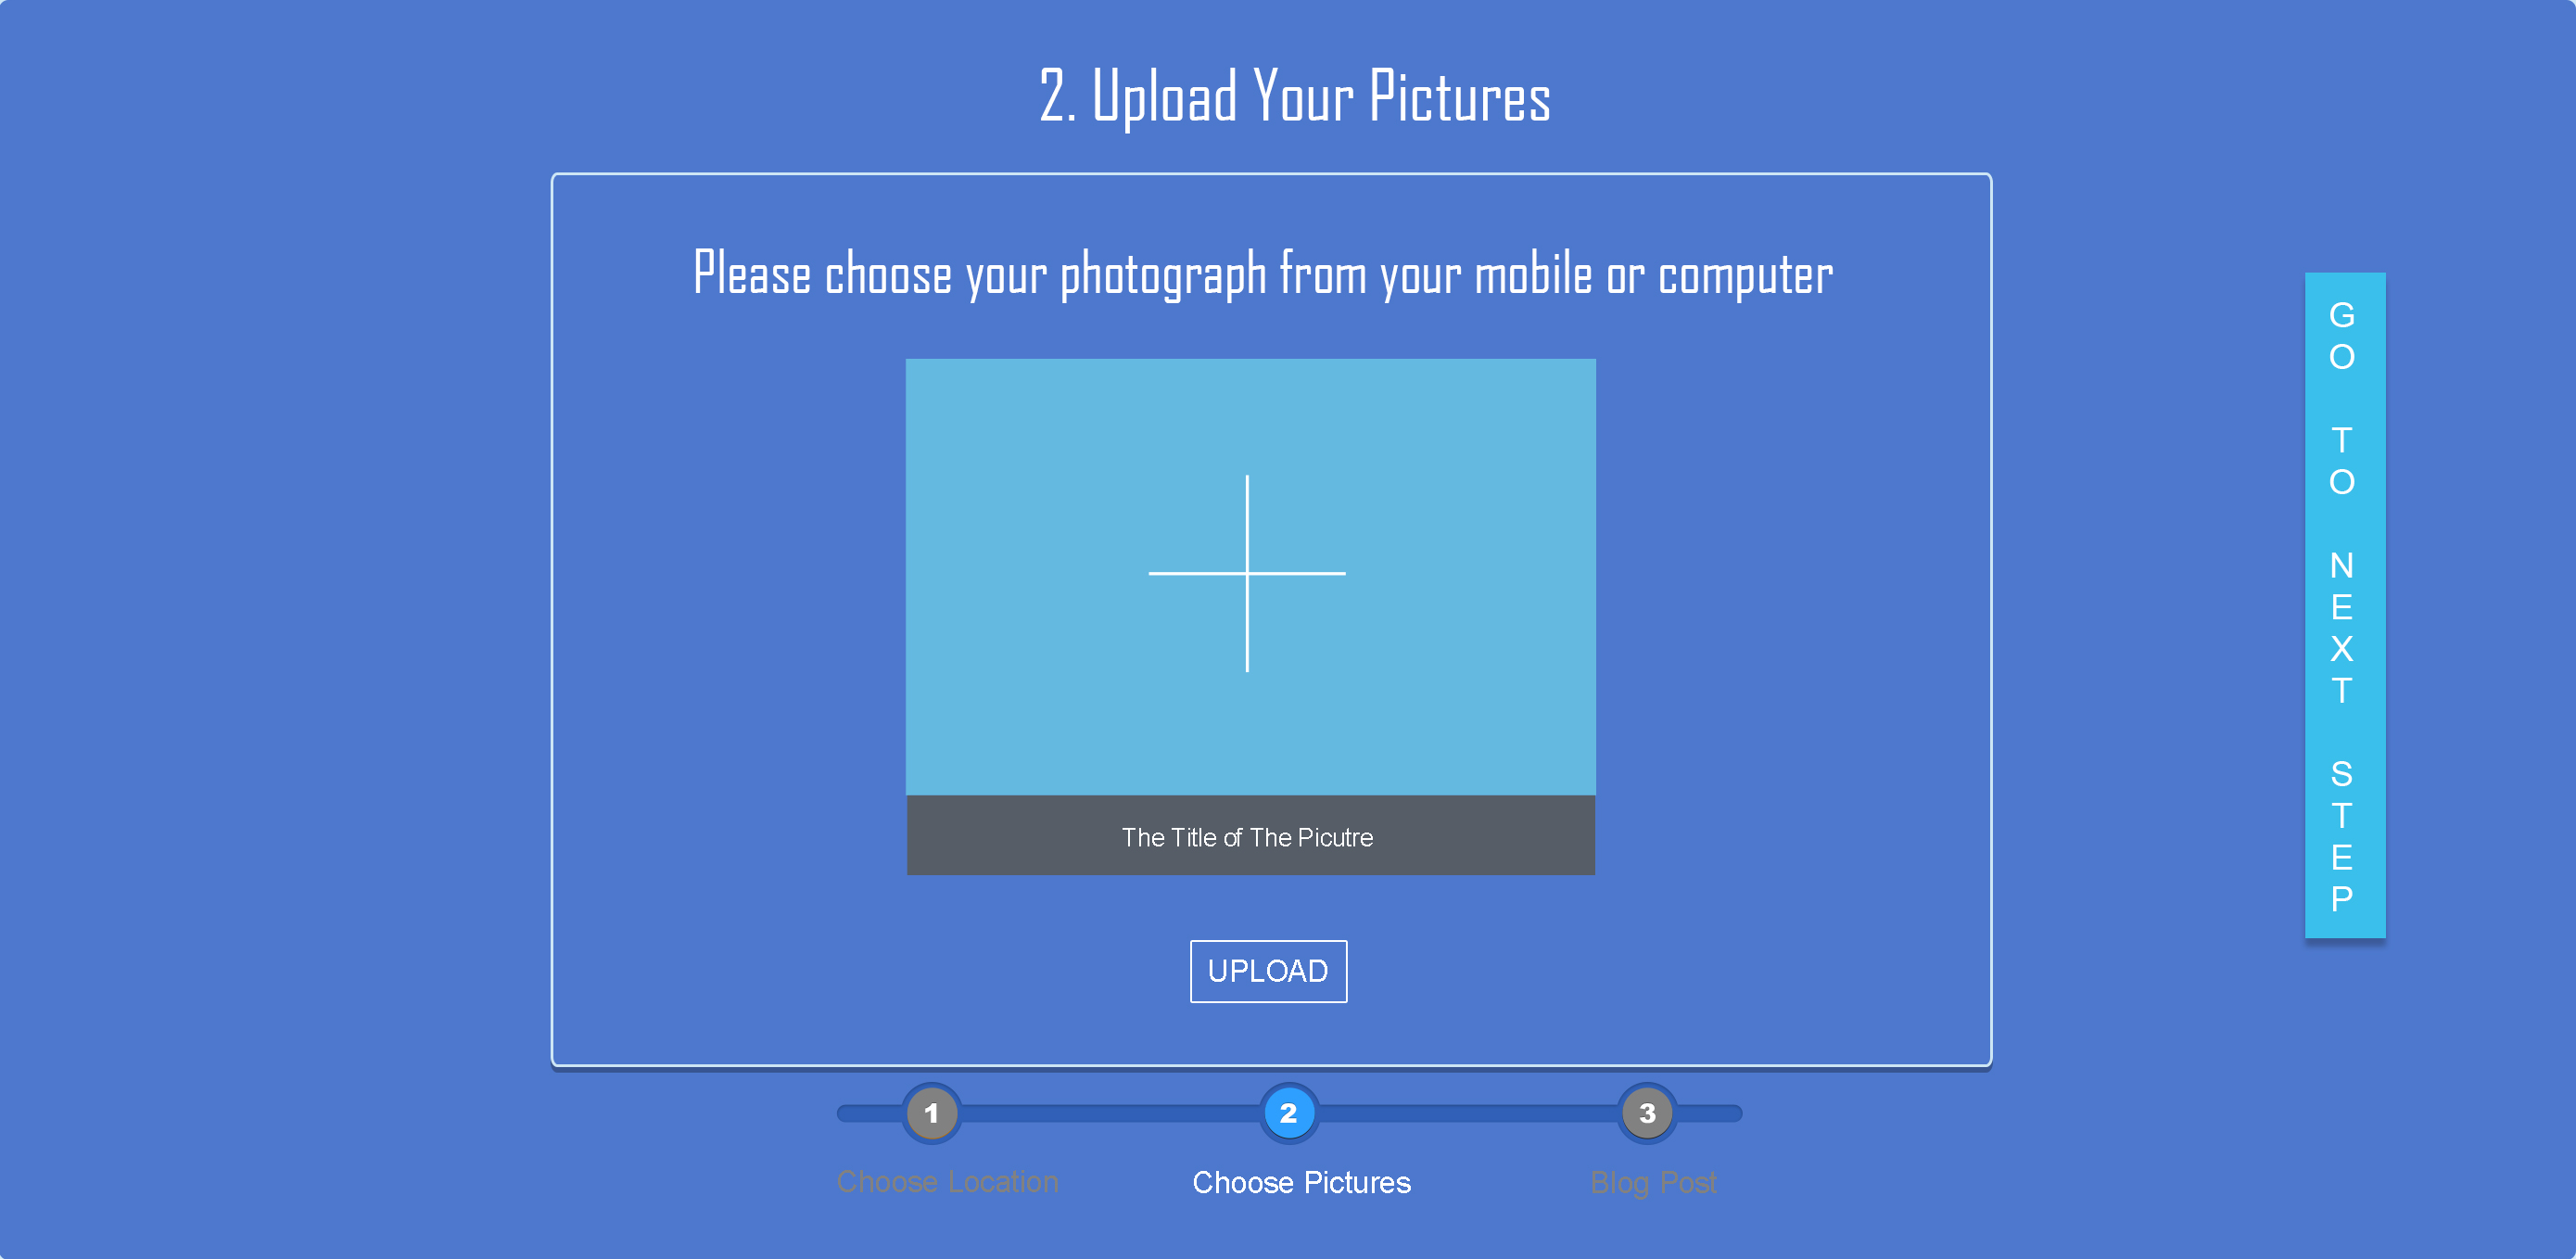 2. Upload Your Pictures
Please choose your photograph from your mobile or computer
The Title of The Picutre
UPLOAD
GO TO NEXT STEP
1
2
3
Choose Location
Choose Pictures
Blog Post